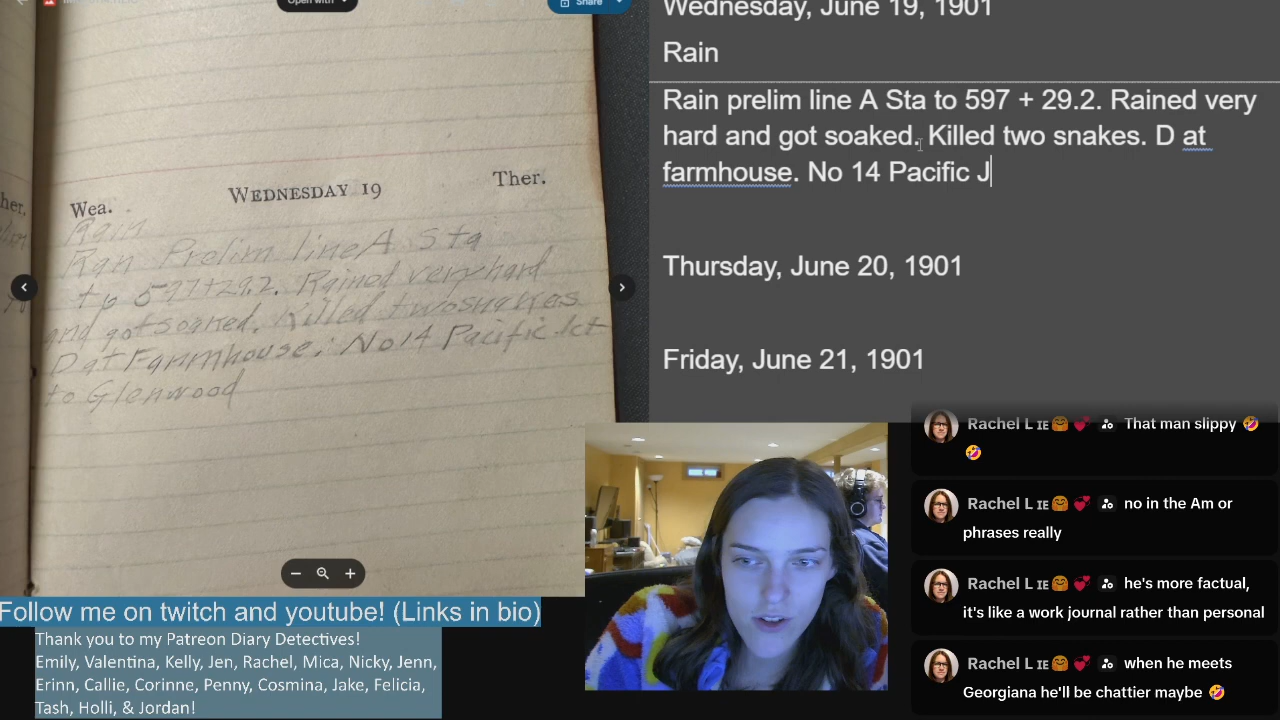 Open with
Share
Wednesday, June 19, 1901
Rain
Rain prelim line A Sta to 597 + 29.2. Rained very
hard and got soaked. Killed two snakes. D at
farmhouse. No 14 Pacific J
Thursday, June 20, 1901
Friday, June 21, 1901
her.
Wea.
WEDNESDAY 19
Ther.
Rain
Ran Prelim line A Sta
to 597+29.2. Rained very hard
and got soaked. Killed two snakes
D at Farmhouse. No 14 Pacific Jct
to Glenwood
Rachel L IE🤗 💕 That man slippy 🤣
🤣
Rachel L IE🤗 💕 no in the Am or
phrases really
Rachel L IE🤗 💕 he's more factual,
it's like a work journal rather than personal
Rachel L IE🤗 💕 when he meets
Georgiana he'll be chattier maybe 🤣
Follow me on twitch and youtube! (Links in bio)
Thank you to my Patreon Diary Detectives!
Emily, Valentina, Kelly, Jen, Rachel, Mica, Nicky, Jenn,
Erinn, Callie, Corinne, Penny, Cosmina, Jake, Felicia,
Tash, Holli, & Jordan!